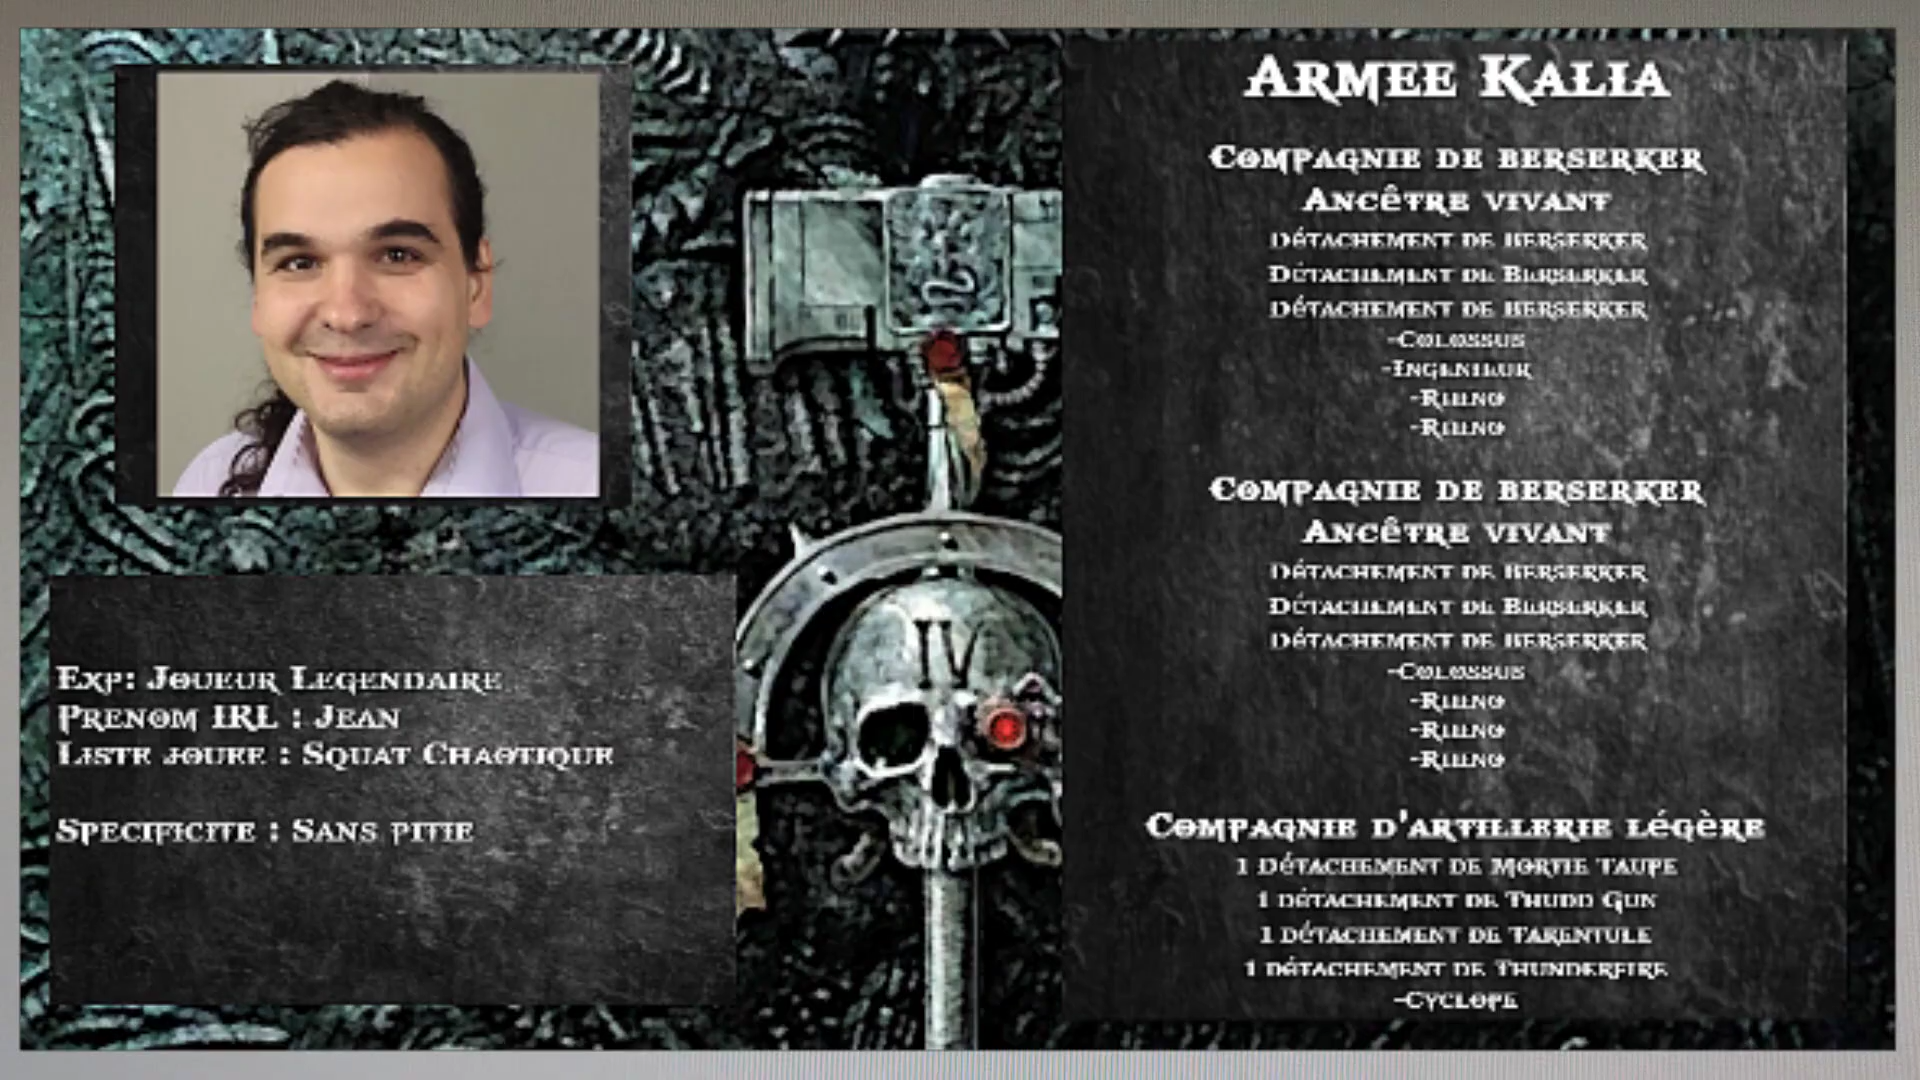 Exp: Joueur Legendaire
Prenom IRL : Jean
Liste jouee : Squat Chaotique
Specificite : Sans pitie
IV
Armee Kalia
Compagnie de berserker
Ancêtre vivant
Détachement de berserker
Détachement de Berserker
Détachement de berserker
-Colossus
-Ingenieur
-Rhino
-Rhino
Compagnie de berserker
Ancêtre vivant
Détachement de berserker
Détachement de Berserker
Détachement de berserker
-Colossus
-Rhino
-Rhino
-Rhino
Compagnie d'artillerie légère
1 Détachement de Mortie Taupe
1 détachement de Thudd Gun
1 détachement de Tarentule
1 détachement de Thunderfire
-Cyclope